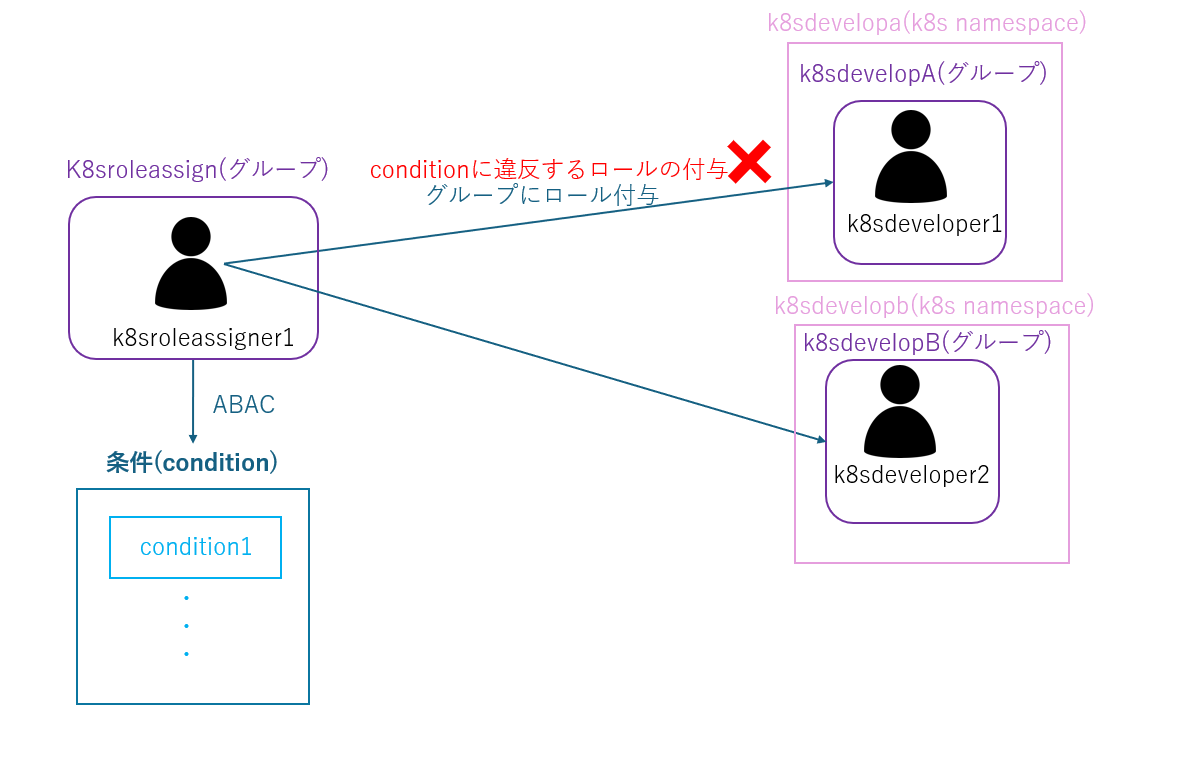 k8sdevelopa(k8s namespace)
k8sdevelopA(グループ)
k8sdeveloper1
K8sroleassign(グループ)
conditionに違反するロールの付与
グループにロール付与
k8sroleassigner1
k8sdevelopb(k8s namespace)
k8sdevelopB(グループ)
k8sdeveloper2
ABAC
条件(condition)
condition1
・
・
・